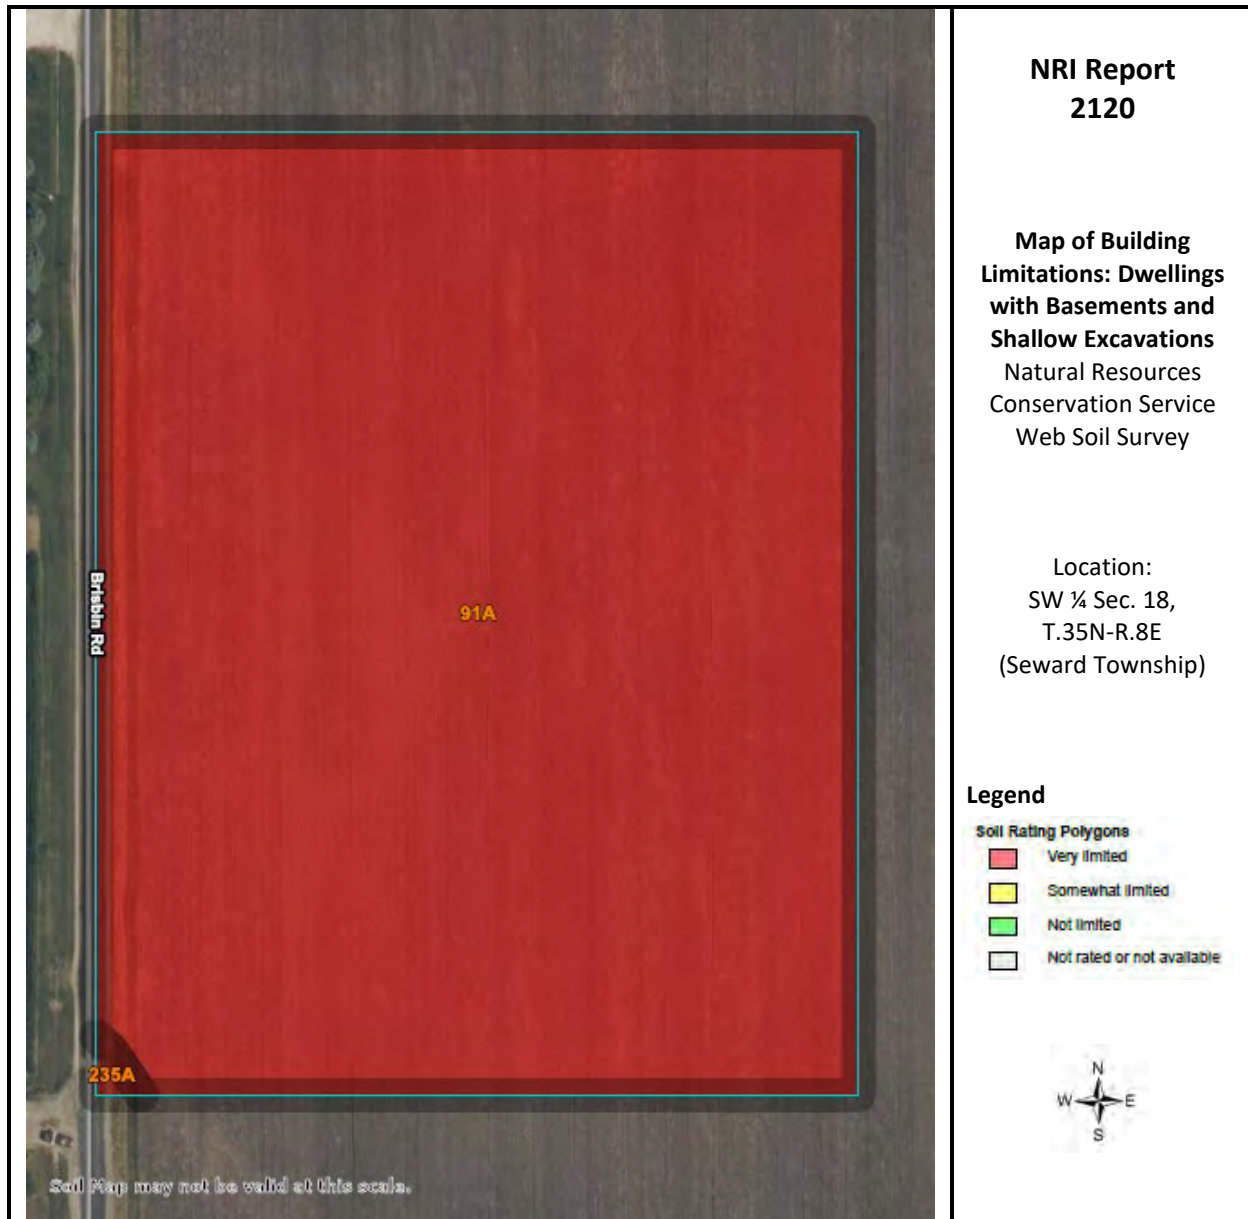 NRI Report
2120
Map of Building
Limitations: Dwellings
with Basements and
Shallow Excavations
Natural Resources
Conservation Service
Web Soil Survey
Location:
SW ¼ Sec. 18,
T.35N-R.8E
(Seward Township)
Legend
Soil Rating Polygons
Very limited
Somewhat limited
Not limited
Not rated or not available
N
W E
S
Brisbin Rd
91A
235A
Soil Map may not be valid at this scale.